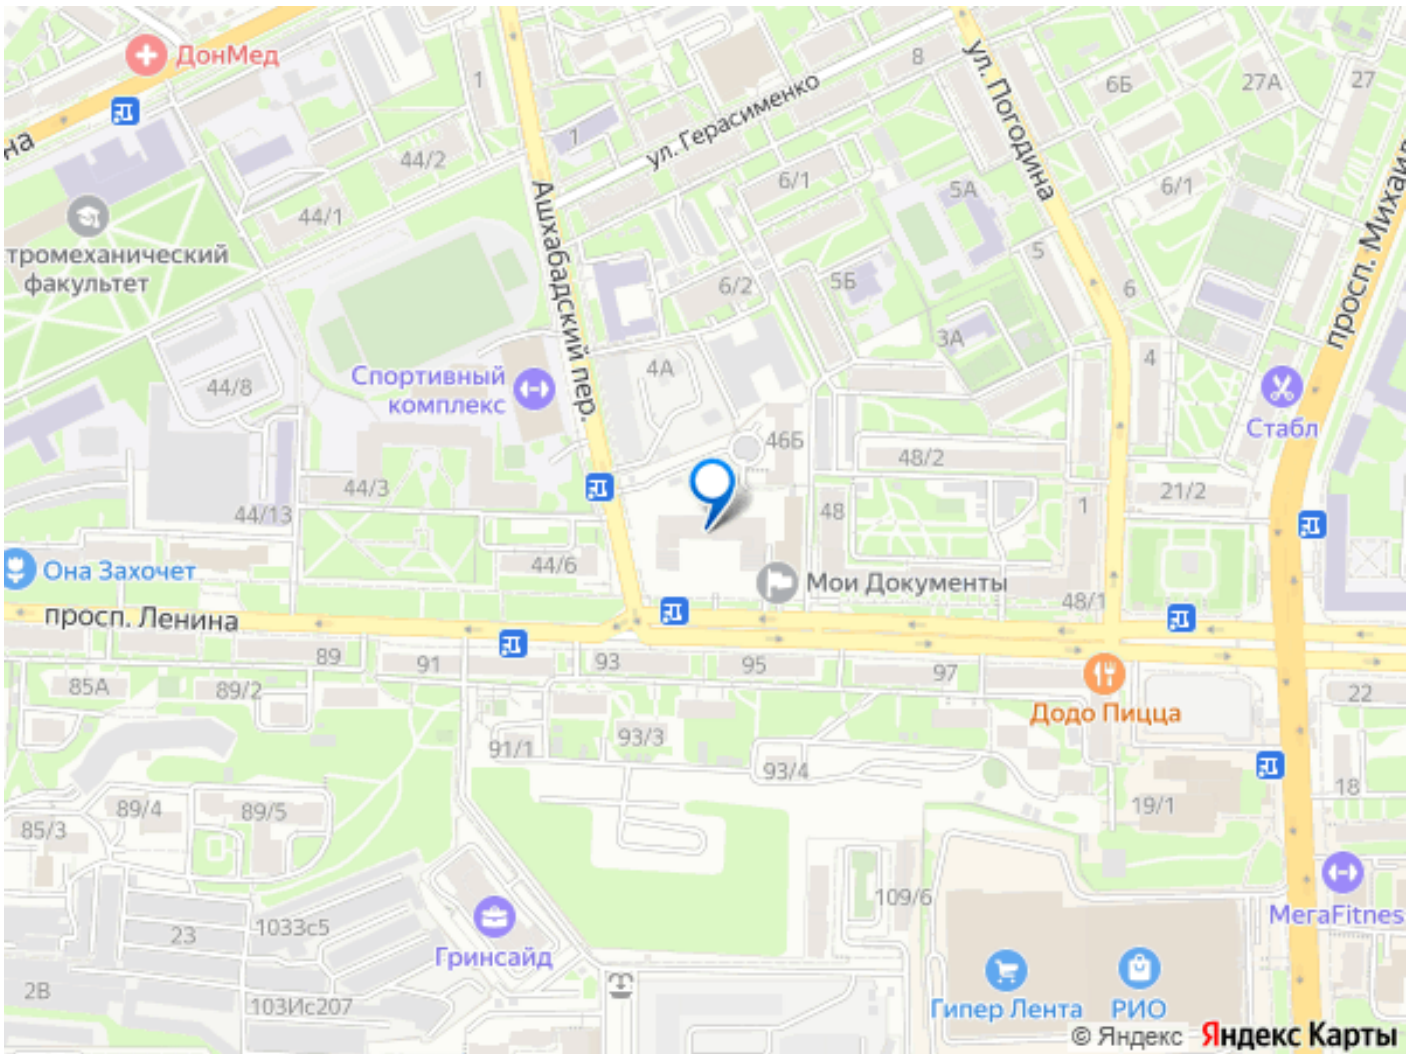 ДонМед
1
8
ул. Погодина
6Б
27А
27
на
44/2
1
ул. Герасименко
6/1
5А
6/1
44/1
Ашхабадский пер.
просп. Михаил
тромеханический
факультет
5
6/2
5Б
6
3А
4
Спортивный
комплекс
44/8
4А
Стабл
46Б
48/2
44/3
21/2
44/13
48
1
44/6
Она Захочет
Мои Документы
48/1
просп. Ленина
89
91
93
95
97
85А
89/2
22
Додо Пицца
91/1
93/3
93/4
18
89/4
89/5
19/1
85/3
109/6
МегаFitnes
23
1033с5
Гринсайд
2В
103Ис207
Гипер Лента
РИО
© Яндекс Яндекс Карты